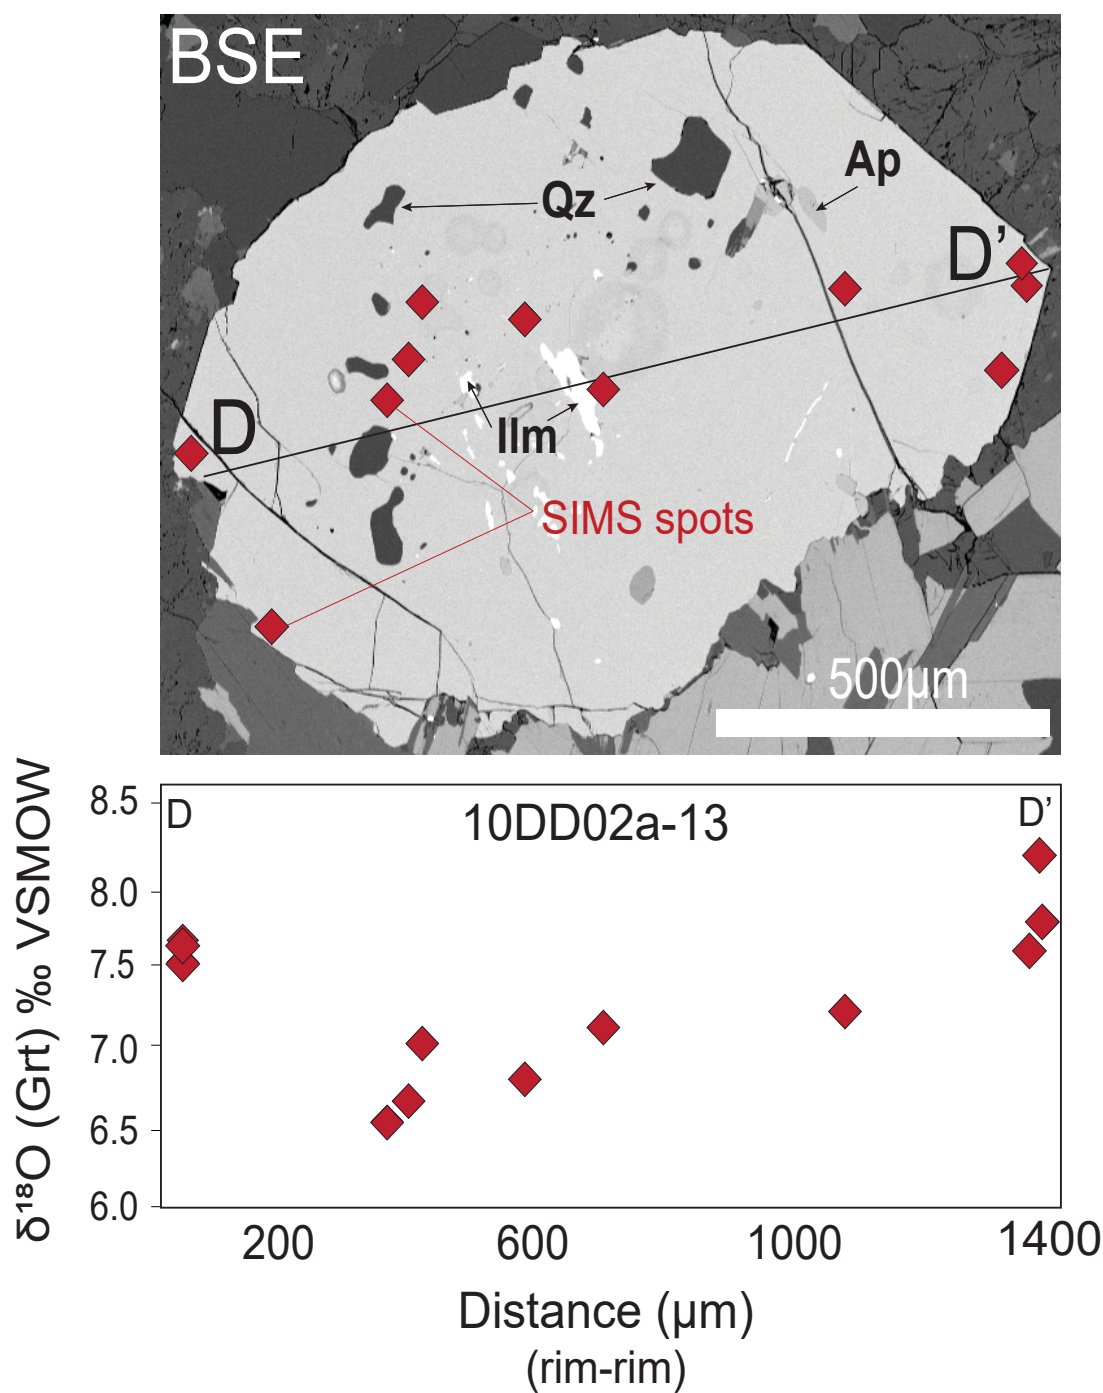 BSE
Ap
Qz
D’
D
Ilm
SIMS spots
500μm
8.5
8.0
7.5
7.0
6.5
6.0
δ¹⁸O (Grt) ‰ VSMOW
D
10DD02a-13
D’
200 600 1000 1400
Distance (μm)
(rim-rim)